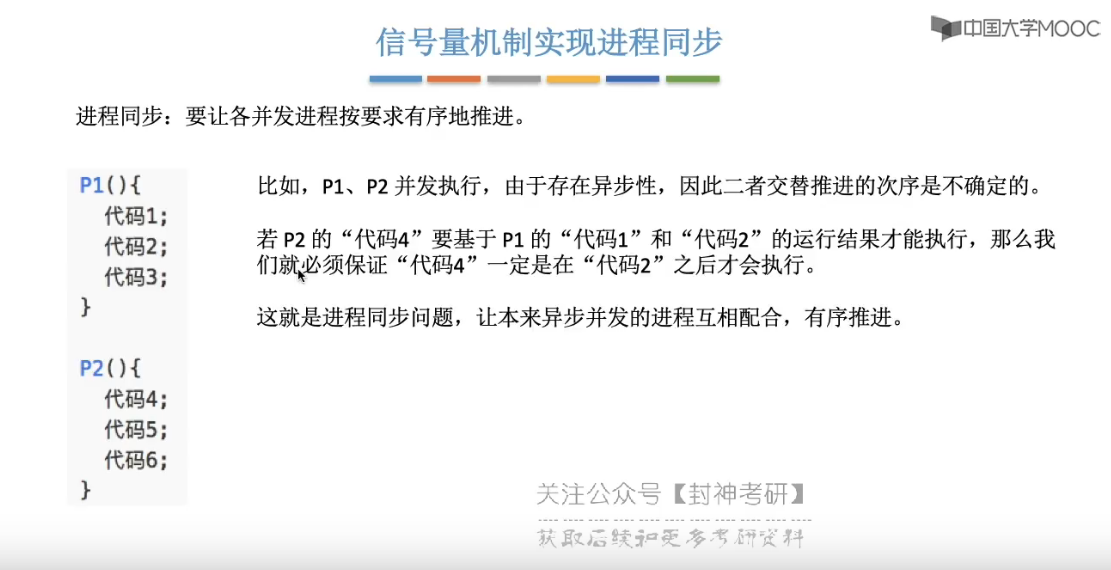 信号量机制实现进程同步
中国大学MOOC
进程同步：要让各并发进程按要求有序地推进。
P1(){
代码1;
代码2;
代码3;
}
P2(){
代码4;
代码5;
代码6;
}
比如，P1、P2 并发执行，由于存在异步性，因此二者交替推进的次序是不确定的。
若 P2 的“代码4”要基于 P1 的“代码1”和“代码2”的运行结果才能执行，那么我
们就必须保证“代码4”一定是在“代码2”之后才会执行。
这就是进程同步问题，让本来异步并发的进程互相配合，有序推进。
关注公众号【封神考研】
获取后续和更多考研资料